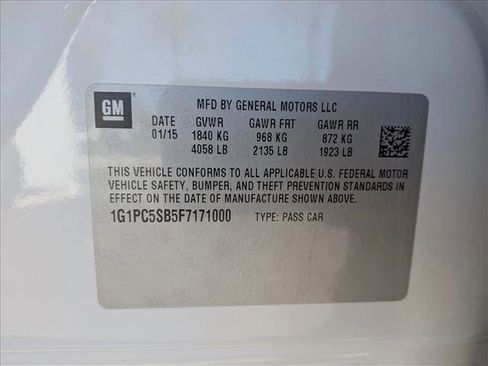 GM
MFD BY GENERAL MOTORS LLC
DATE GVWR GAWR FRT GAWR RR
01/15 1840 KG 968 KG 872 KG
4058 LB 2135 LB 1923 LB
THIS VEHICLE CONFORMS TO ALL APPLICABLE U.S. FEDERAL MOTOR
VEHICLE SAFETY, BUMPER, AND THEFT PREVENTION STANDARDS IN
EFFECT ON THE DATE OF MANUFACTURE SHOWN ABOVE.
1G1PC5SB5F7171000 TYPE: PASS CAR